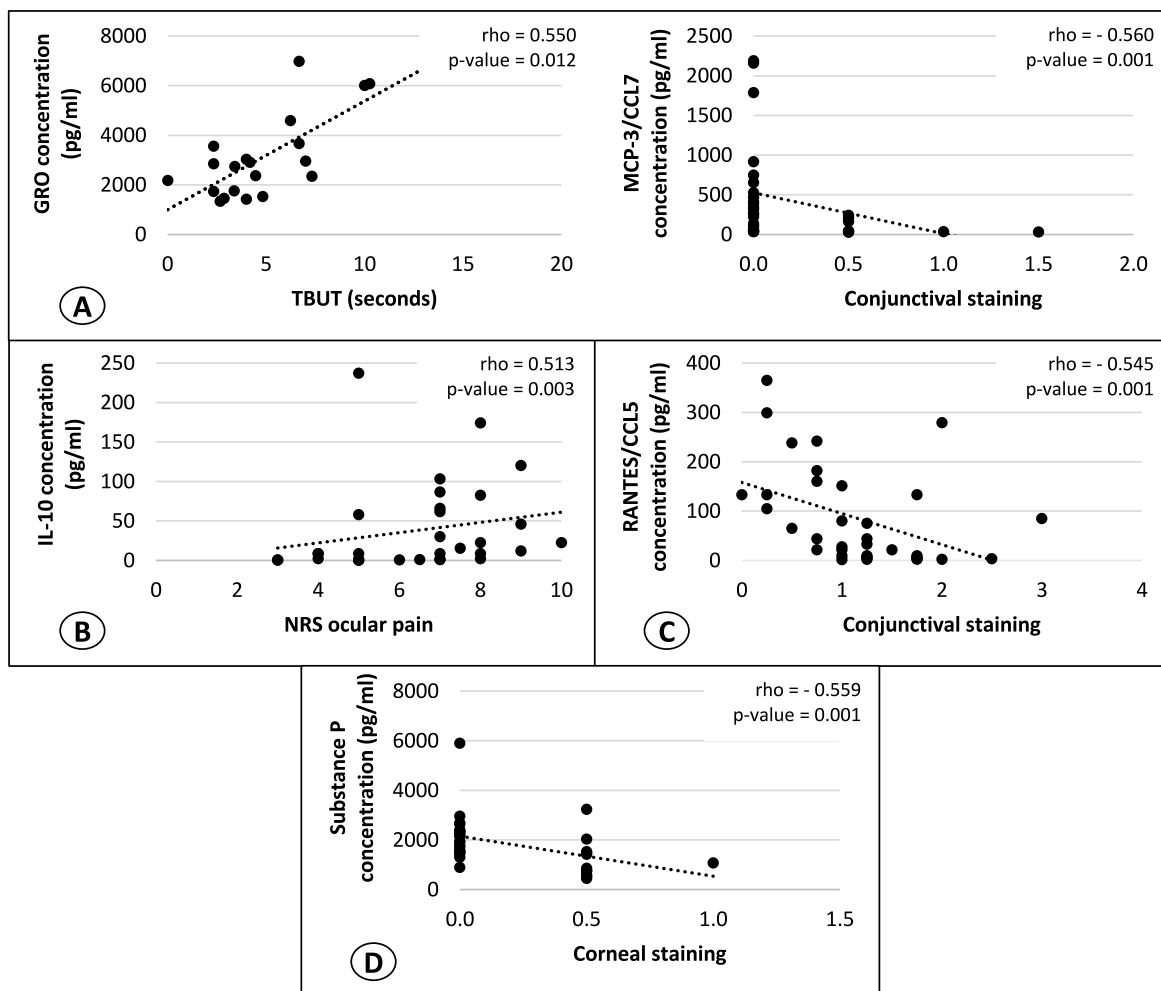 GRO concentration
(pg/ml)
8000
6000
4000
2000
0
rho = 0.550
p-value = 0.012
0 5 10 15 20
TBUT (seconds)
A
MCP-3/CCL7
concentration (pg/ml)
2500
2000
1500
1000
500
0
rho = - 0.560
p-value = 0.001
0.0 0.5 1.0 1.5 2.0
Conjunctival staining
IL-10 concentration
(pg/ml)
250
200
150
100
50
0
rho = 0.513
p-value = 0.003
0 2 4 6 8 10
NRS ocular pain
B
RANTES/CCL5
concentration (pg/ml)
400
300
200
100
0
rho = - 0.545
p-value = 0.001
0 1 2 3 4
Conjunctival staining
C
Substance P
concentration (pg/ml)
8000
6000
4000
2000
0
rho = - 0.559
p-value = 0.001
0.0 0.5 1.0 1.5
Corneal staining
D